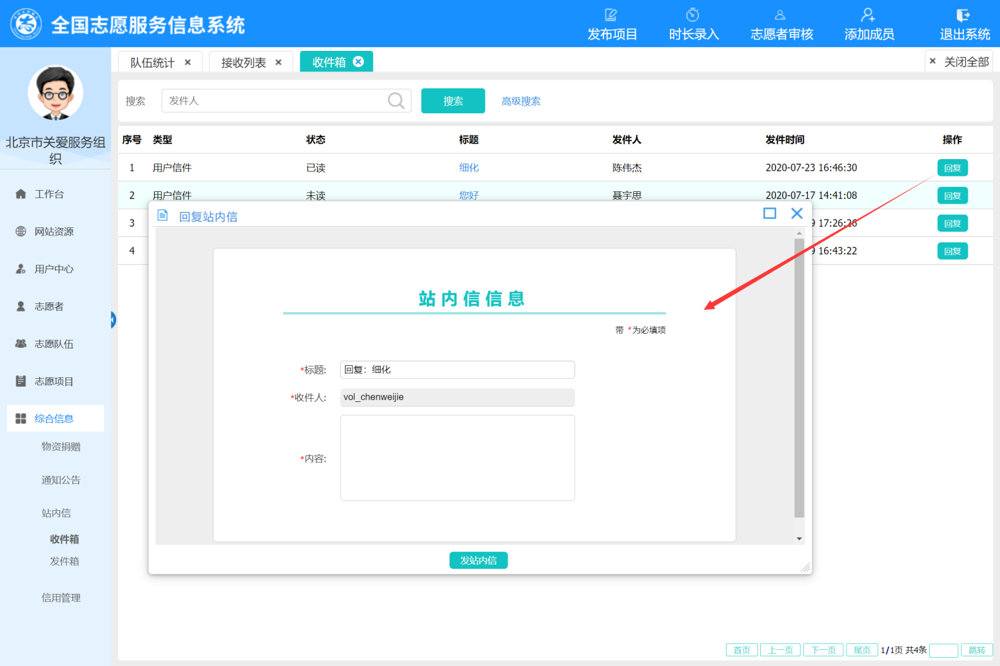 全国志愿服务信息系统
发布项目 时长录入 志愿者审核 添加成员 退出系统
队伍统计 × 接收列表 × 收件箱 × × 关闭全部
北京市关爱服务组
织
搜索 发件人 搜索 高级搜索
序号 类型 状态 标题 发件人 发件时间 操作
1 用户信件 已读 细化 陈伟杰 2020-07-23 16:46:30 回复
2 用户信件 未读 您好 聂宇思 2020-07-17 14:41:08 回复
3 9 17:26:26 回复
4 9 16:43:22 回复
工作台
网站资源
用户中心
志愿者
志愿队伍
志愿项目
综合信息
物资捐赠
通知公告
站内信
收件箱
发件箱
信用管理
回复站内信
站内信信息
带 *为必填项
*标题: 回复：细化
*收件人: vol_chenweijie
*内容:
发站内信
首页 上一页 下一页 尾页 1/1页 共4条 跳转